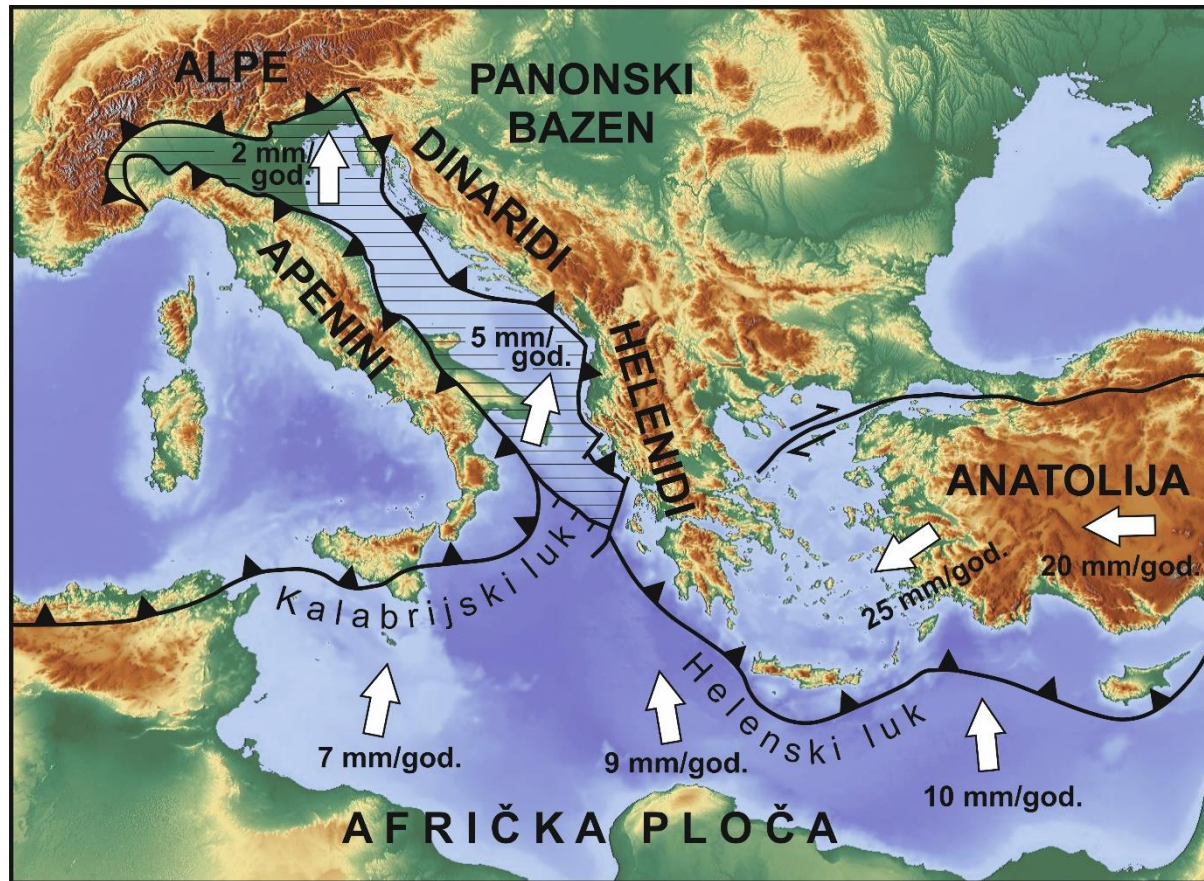 ALPE
PANONSKI
BAZEN
2 mm/
god.
DINARIDI
APENINI
5 mm/
god.
HELENIDI
ANATOLIJA
20 mm/god.
25 mm/god.
Kalabrijski luk
Helenski luk
7 mm/god.
9 mm/god.
10 mm/god.
AFRIČKA PLOČA